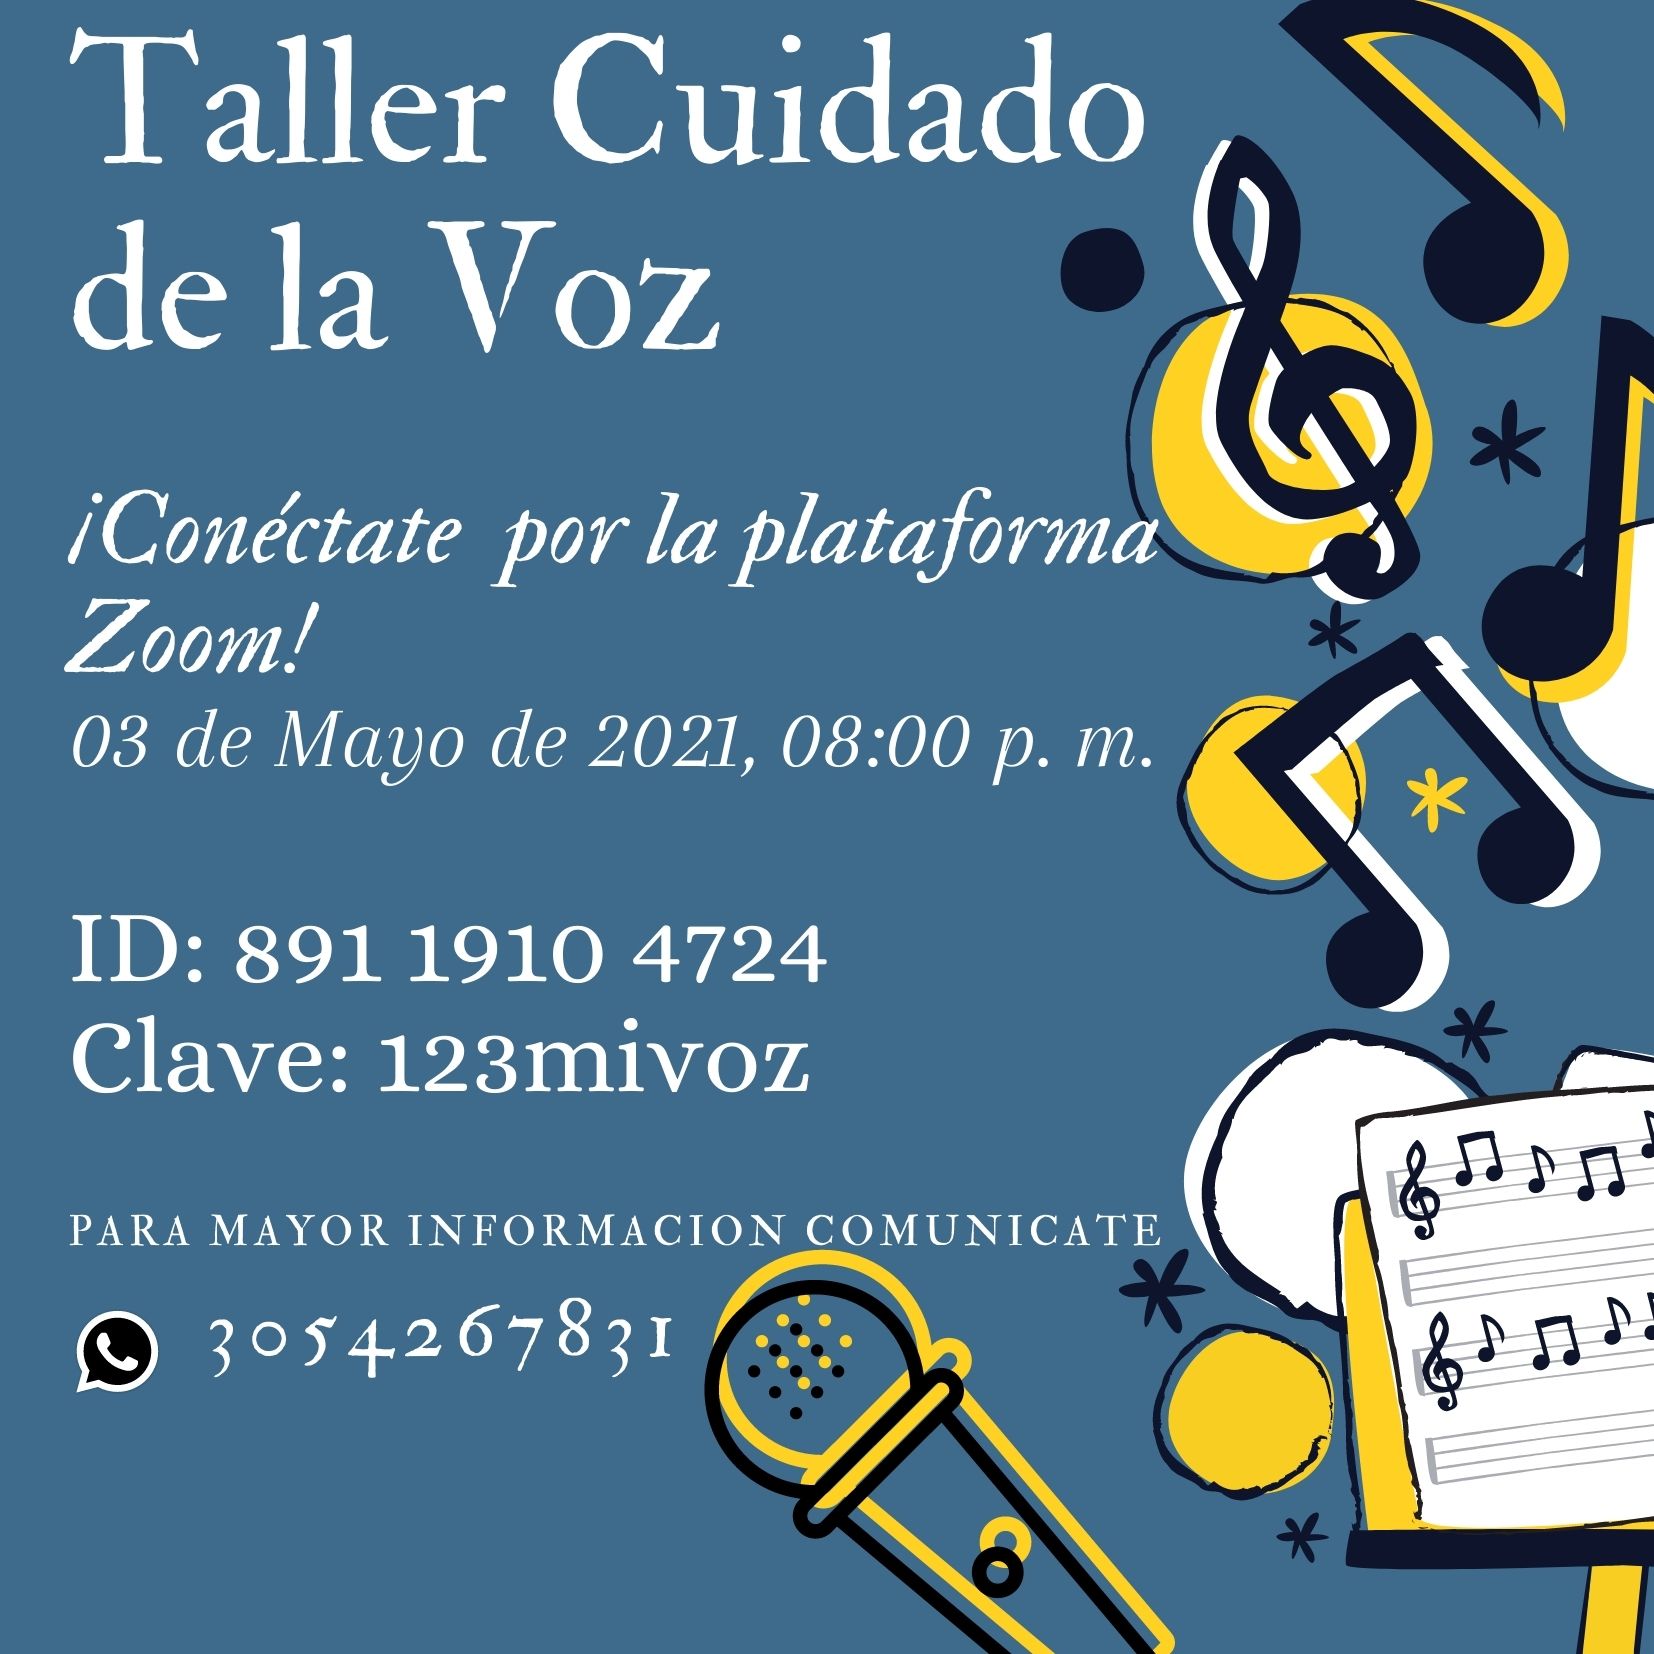 Taller Cuidado
de la Voz
¡Conéctate por la plataforma
Zoom!
03 de Mayo de 2021, 08:00 p. m.
ID: 891 1910 4724
Clave: 123mivoz
PARA MAYOR INFORMACION COMUNICATE
3054267831